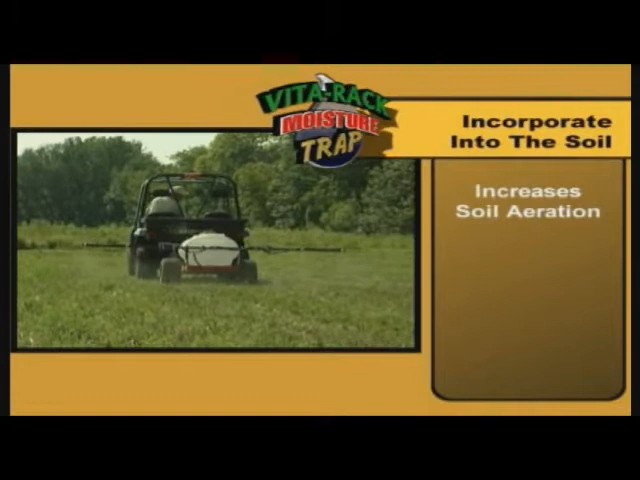 VITA-RACK
MOISTURE
TRAP
Incorporate
Into The Soil
Increases
Soil Aeration